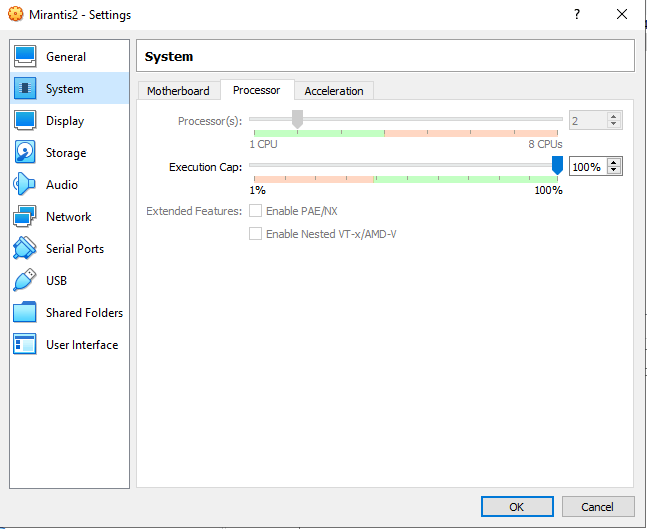 Mirantis2 - Settings
?
General
System
Display
Storage
Audio
Network
Serial Ports
USB
Shared Folders
User Interface
System
Motherboard
Processor
Acceleration
Processor(s):
2
1 CPU
8 CPUs
Execution Cap:
100%
1%
100%
Extended Features:
Enable PAE/NX
Enable Nested VT-x/AMD-V
OK
Cancel